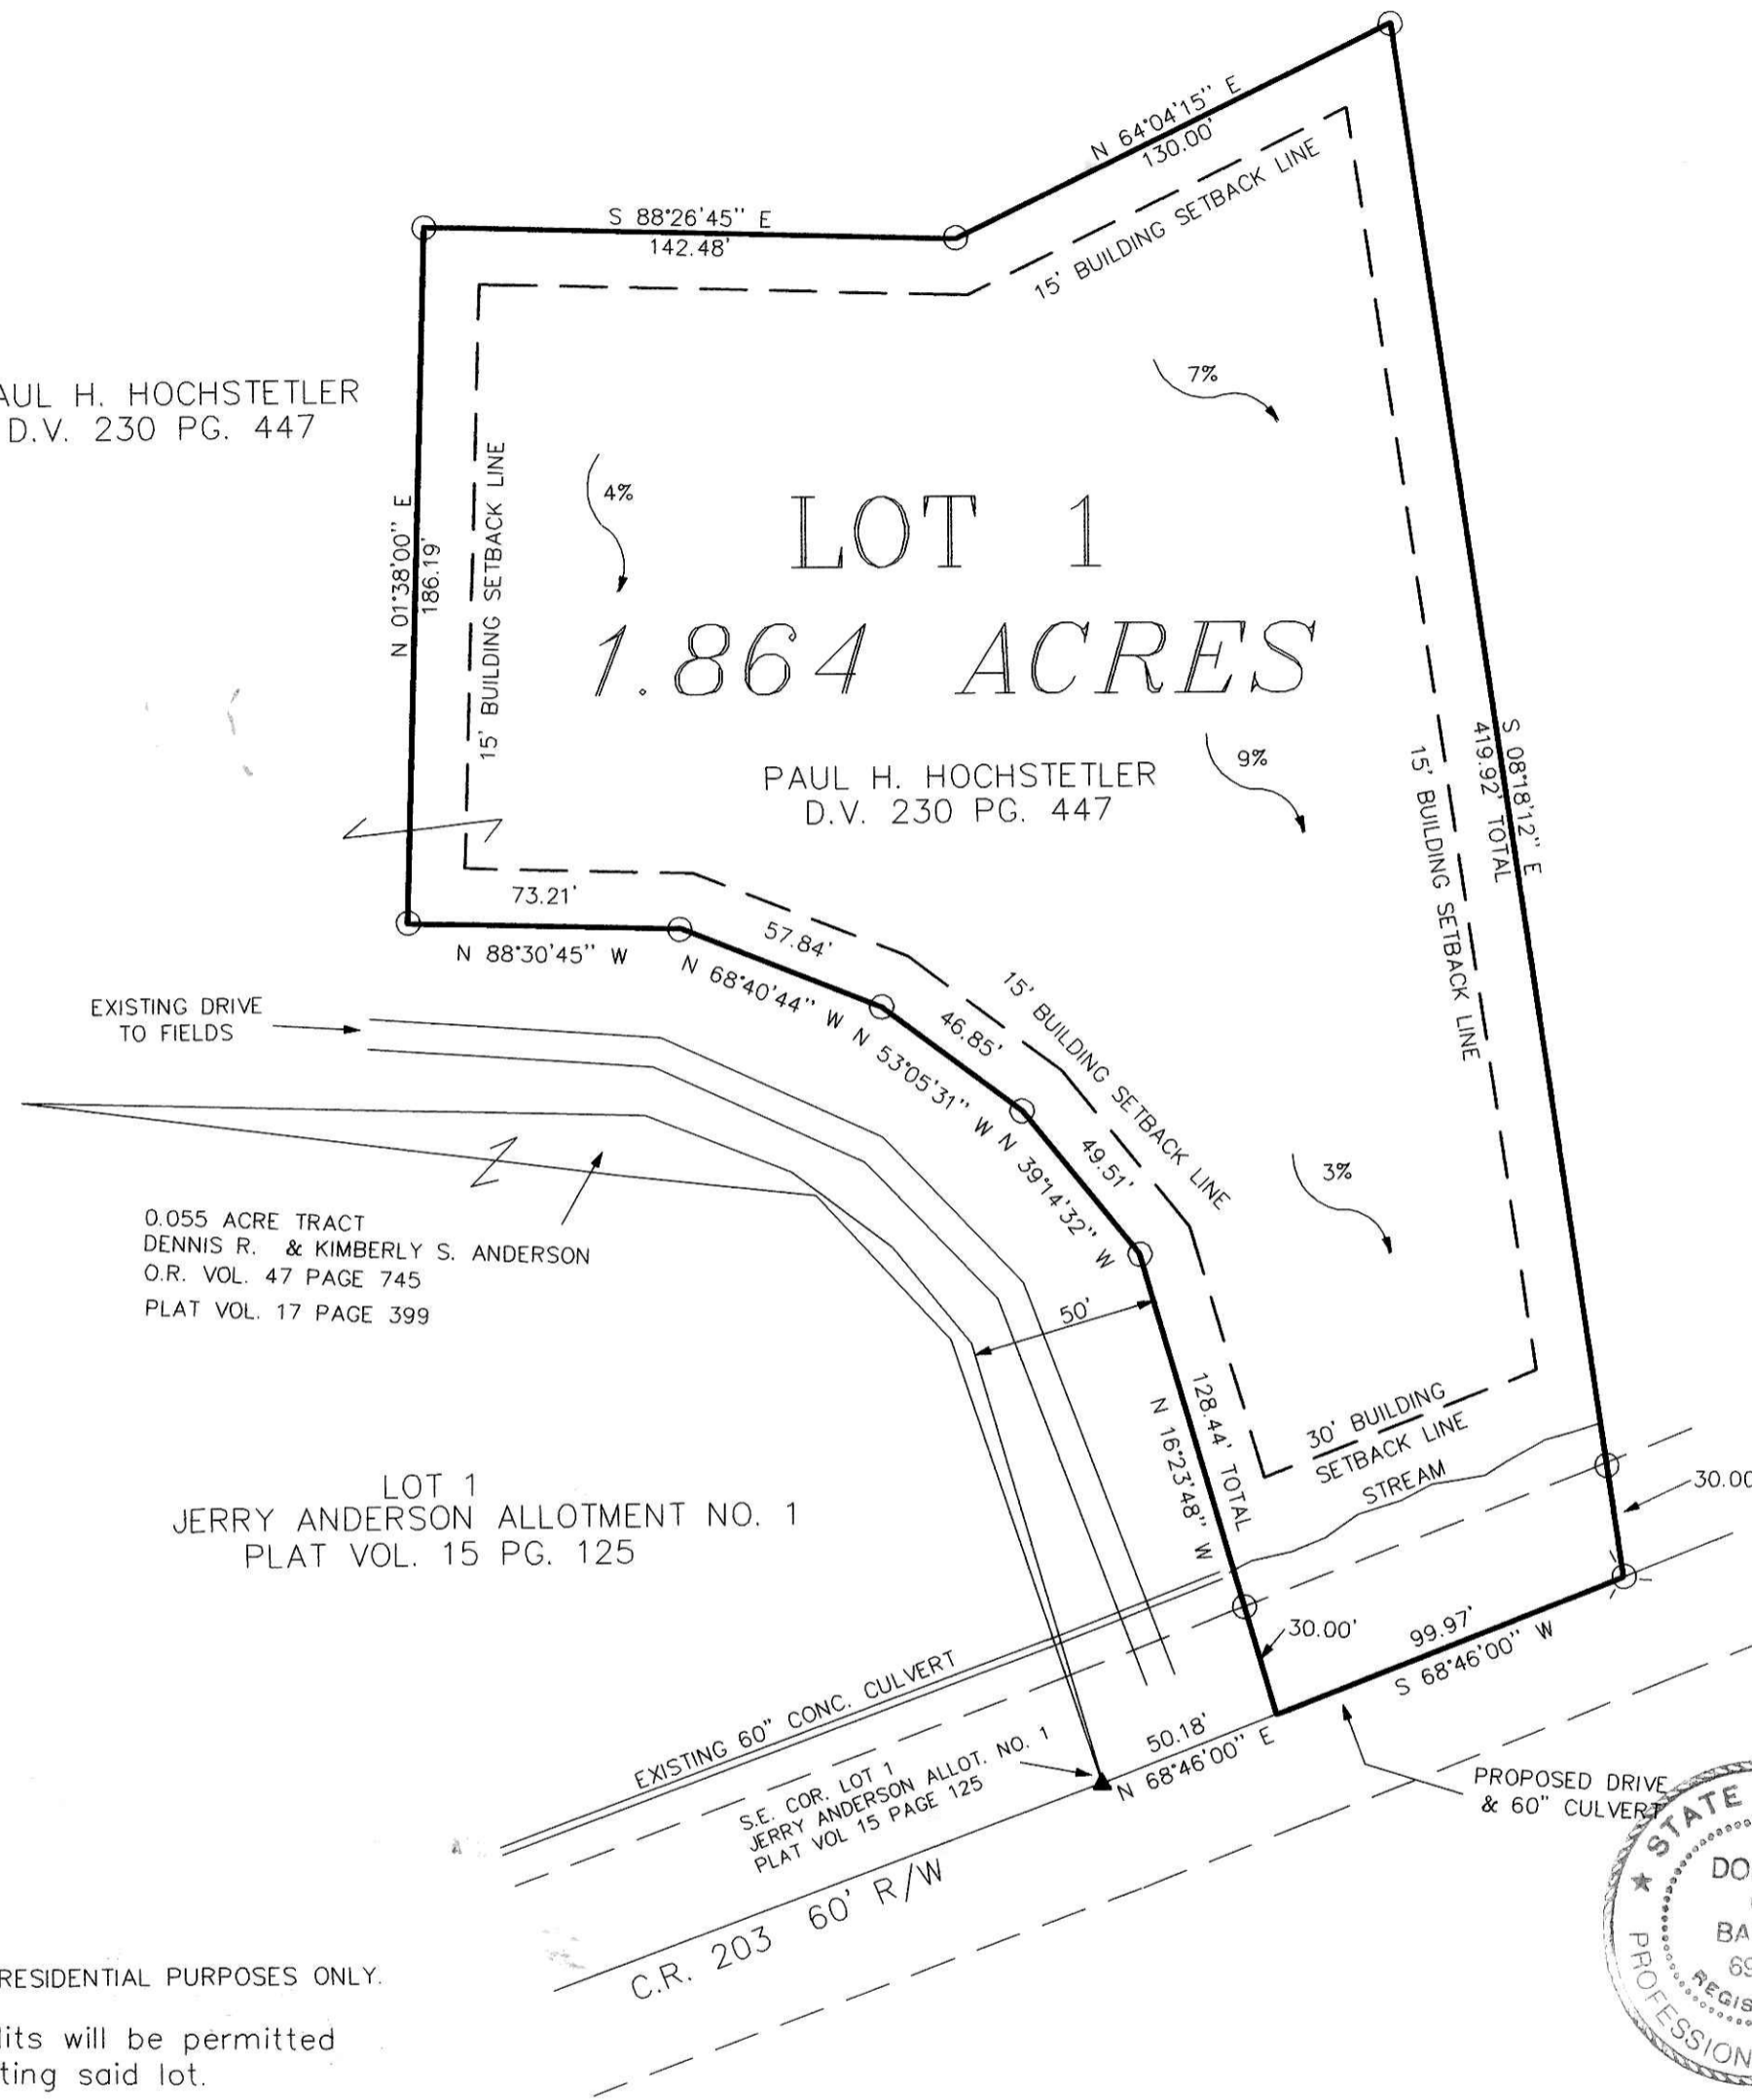 N 64°04'15" E
130.00'
15' BUILDING SETBACK LINE
S 88°26'45" E
142.48'
7%
PAUL H. HOCHSTETLER
D.V. 230 PG. 447
N 01°38'00" E
186.19'
15' BUILDING SETBACK LINE
4%
LOT 1
1.864 ACRES
PAUL H. HOCHSTETLER
D.V. 230 PG. 447
9%
S 08°18'12" E
419.92' TOTAL
15' BUILDING SETBACK LINE
73.21'
N 88°30'45" W
57.84'
N 68°40'44" W
46.85'
N 53°05'31" W
49.51'
N 39°14'32" W
15' BUILDING SETBACK LINE
3%
EXISTING DRIVE
TO FIELDS
0.055 ACRE TRACT
DENNIS R. & KIMBERLY S. ANDERSON
O.R. VOL. 47 PAGE 745
PLAT VOL. 17 PAGE 399
50'
128.44' TOTAL
N 16°23'48" W
30' BUILDING
SETBACK LINE
STREAM
30.00
LOT 1
JERRY ANDERSON ALLOTMENT NO. 1
PLAT VOL. 15 PG. 125
30.00'
99.97'
S 68°46'00" W
EXISTING 60" CONC. CULVERT
50.18'
N 68°46'00" E
S.E. COR. LOT 1
JERRY ANDERSON ALLOT. NO. 1
PLAT VOL 15 PAGE 125
PROPOSED DRIVE
& 60" CULVERT
C.R. 203 60' R/W
★ STATE
DO
BA
69
REGIS
PROFESSION
RESIDENTIAL PURPOSES ONLY.
lits will be permitted
ting said lot.